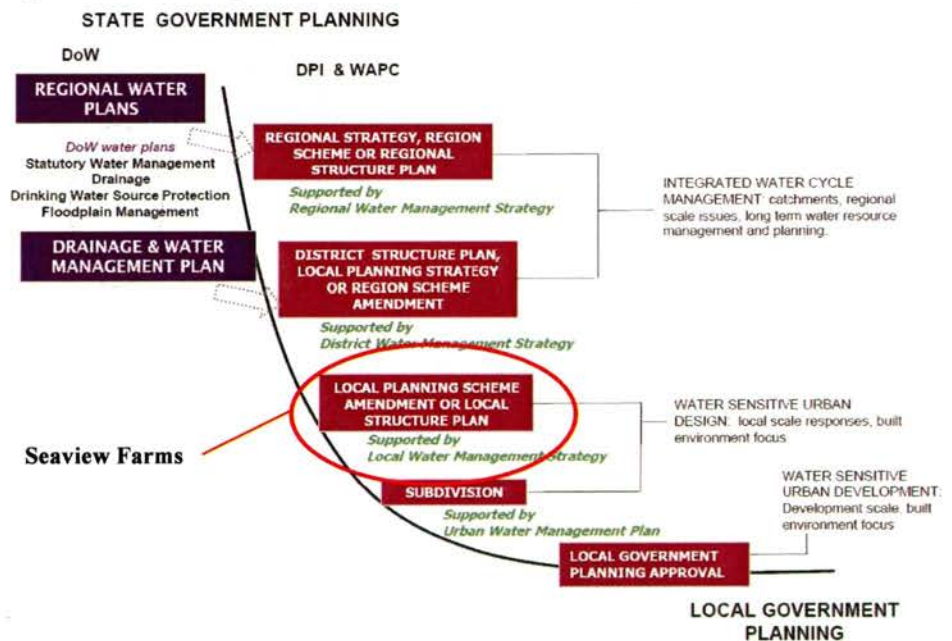 STATE GOVERNMENT PLANNING
DoW
DPI & WAPC
REGIONAL WATER
PLANS
DoW water plans
Statutory Water Management
Drainage
Drinking Water Source Protection
Floodplain Management
DRAINAGE & WATER
MANAGEMENT PLAN
REGIONAL STRATEGY, REGION
SCHEME OR REGIONAL
STRUCTURE PLAN
Supported by
Regional Water Management Strategy
INTEGRATED WATER CYCLE
MANAGEMENT: catchments, regional
scale issues, long term water resource
management and planning.
DISTRICT STRUCTURE PLAN,
LOCAL PLANNING STRATEGY
OR REGION SCHEME
AMENDMENT
Supported by
District Water Management Strategy
LOCAL PLANNING SCHEME
AMENDMENT OR LOCAL
STRUCTURE PLAN
Supported by
Local Water Management Strategy
Seaview Farms
WATER SENSITIVE URBAN
DESIGN: local scale responses, built
environment focus
SUBDIVISION
Supported by
Urban Water Management Plan
WATER SENSITIVE
URBAN DEVELOPMENT:
Development scale, built
environment focus
LOCAL GOVERNMENT
PLANNING APPROVAL
LOCAL GOVERNMENT
PLANNING